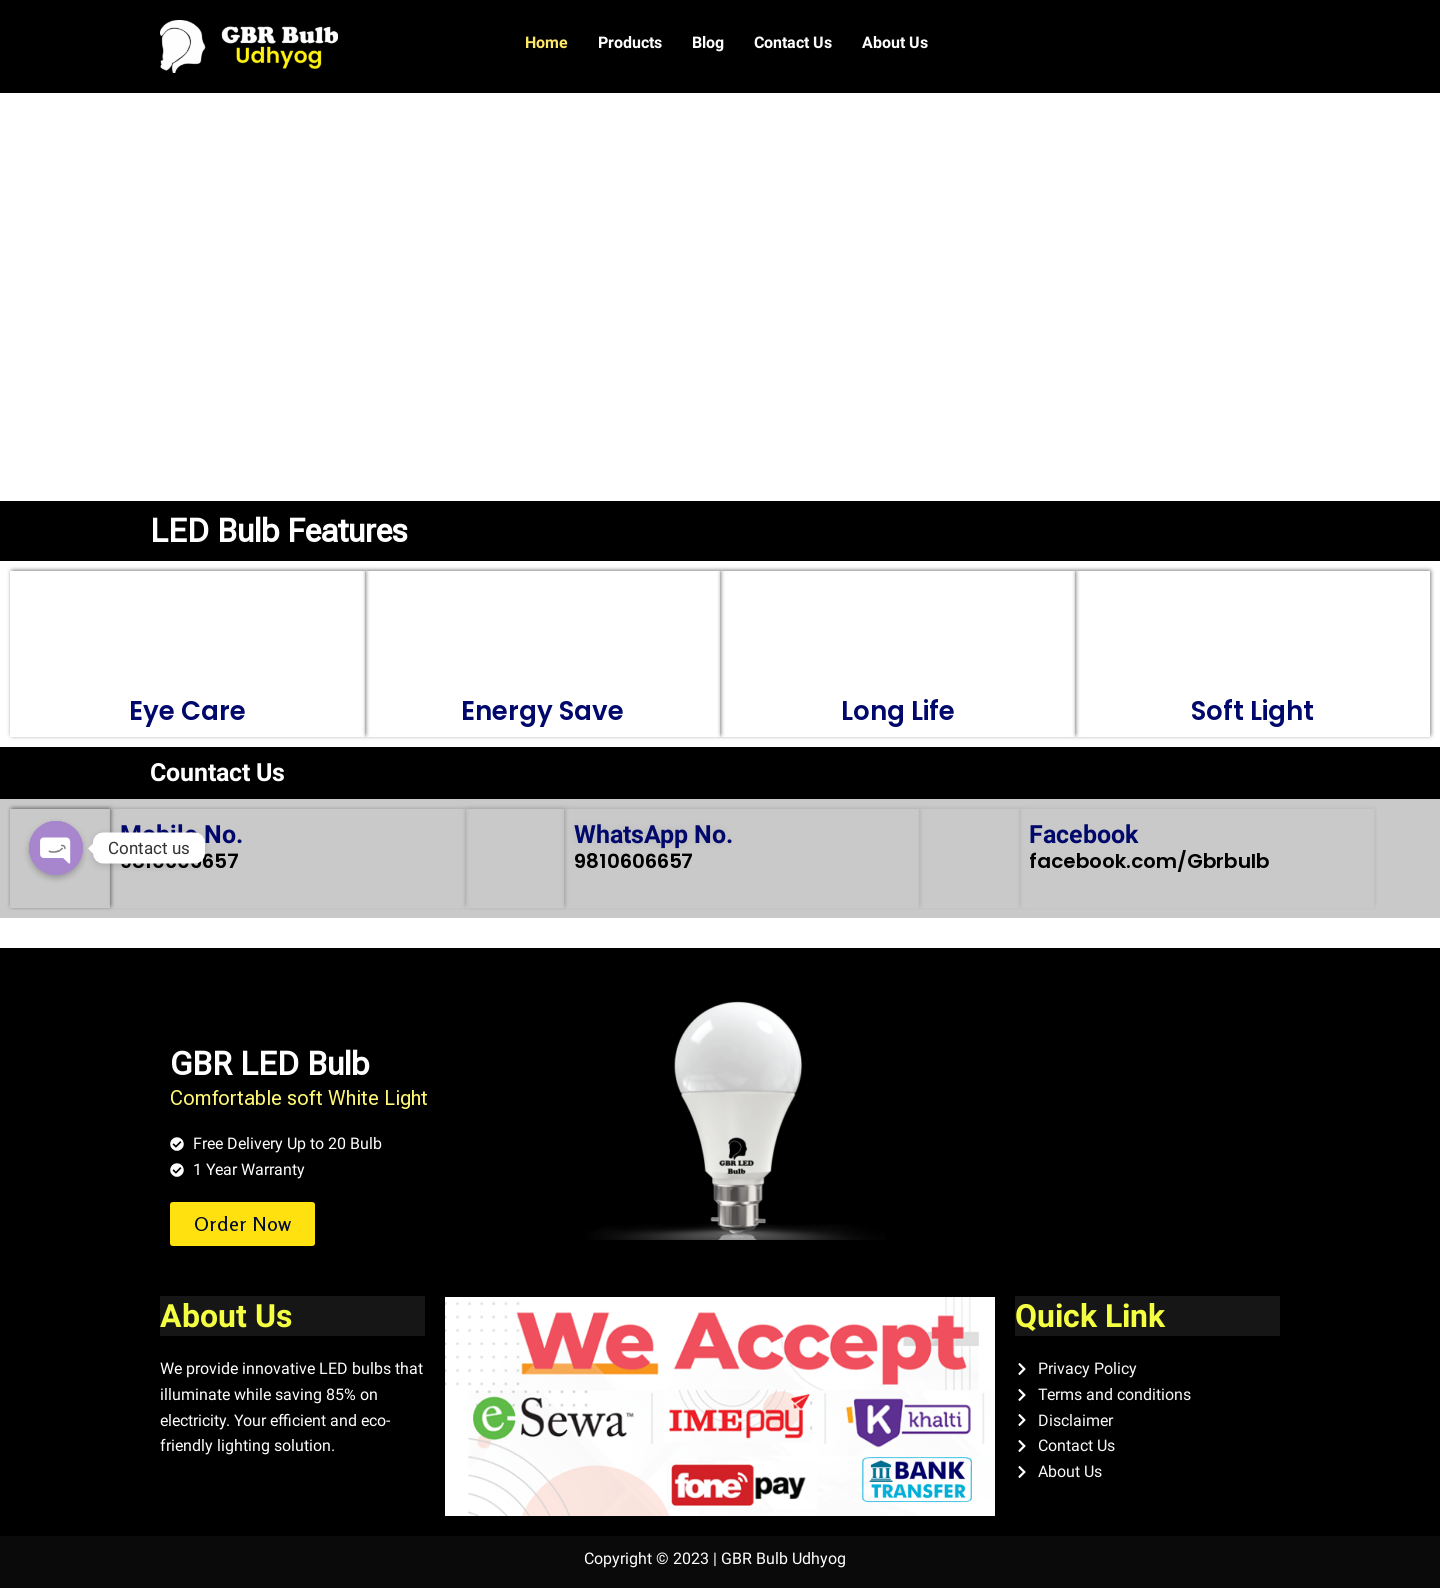 GBR Bulb
Udhyog
Home Products Blog Contact Us About Us
LED Bulb Features
Eye Care Energy Save Long Life Soft Light
Countact Us
No.
Contact us
657
WhatsApp No.
9810606657
Facebook
facebook.com/Gbrbulb
GBR LED Bulb
Comfortable soft White Light
Free Delivery Up to 20 Bulb
1 Year Warranty
Order Now
GBR LED
Bulb
About Us
We provide innovative LED bulbs that
illuminate while saving 85% on
electricity. Your efficient and eco-
friendly lighting solution.
We Accept
e-Sewa™ IME pay khalti
fone pay BANK
TRANSFER
Quick Link
Privacy Policy
Terms and conditions
Disclaimer
Contact Us
About Us
Copyright © 2023 | GBR Bulb Udhyog